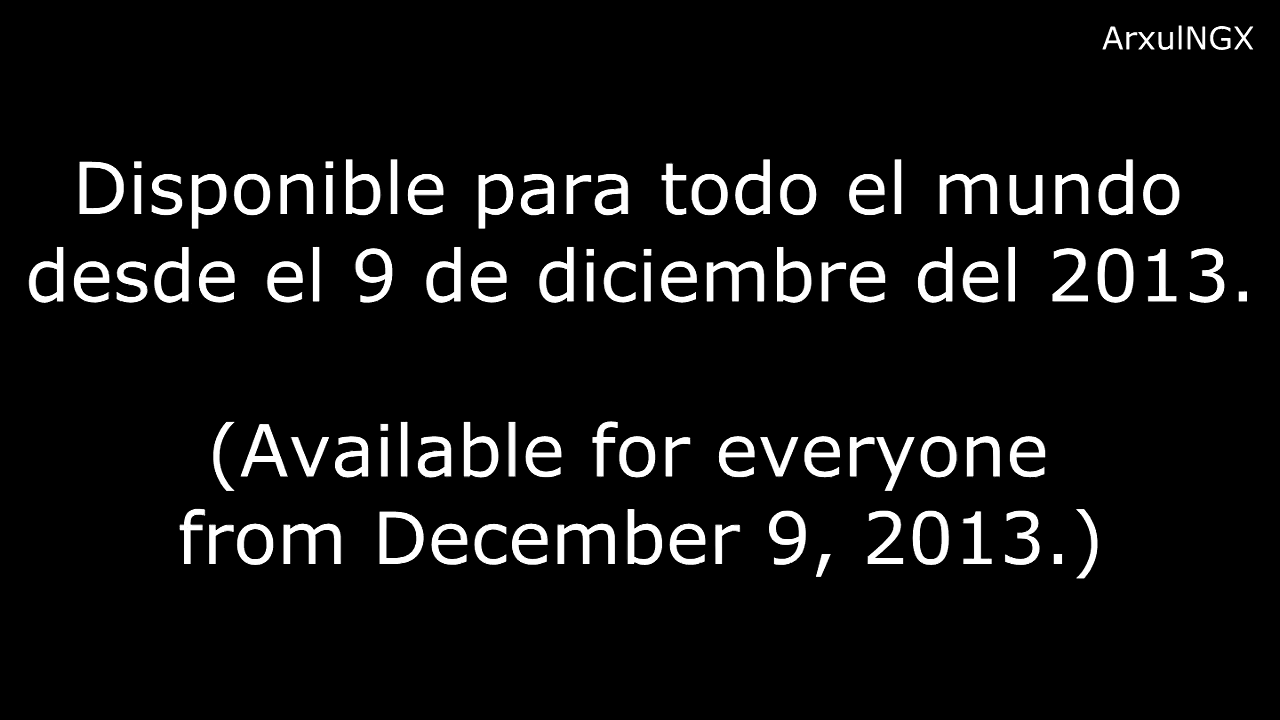 ArxulNGX
Disponible para todo el mundo
desde el 9 de diciembre del 2013.
(Available for everyone
from December 9, 2013.)